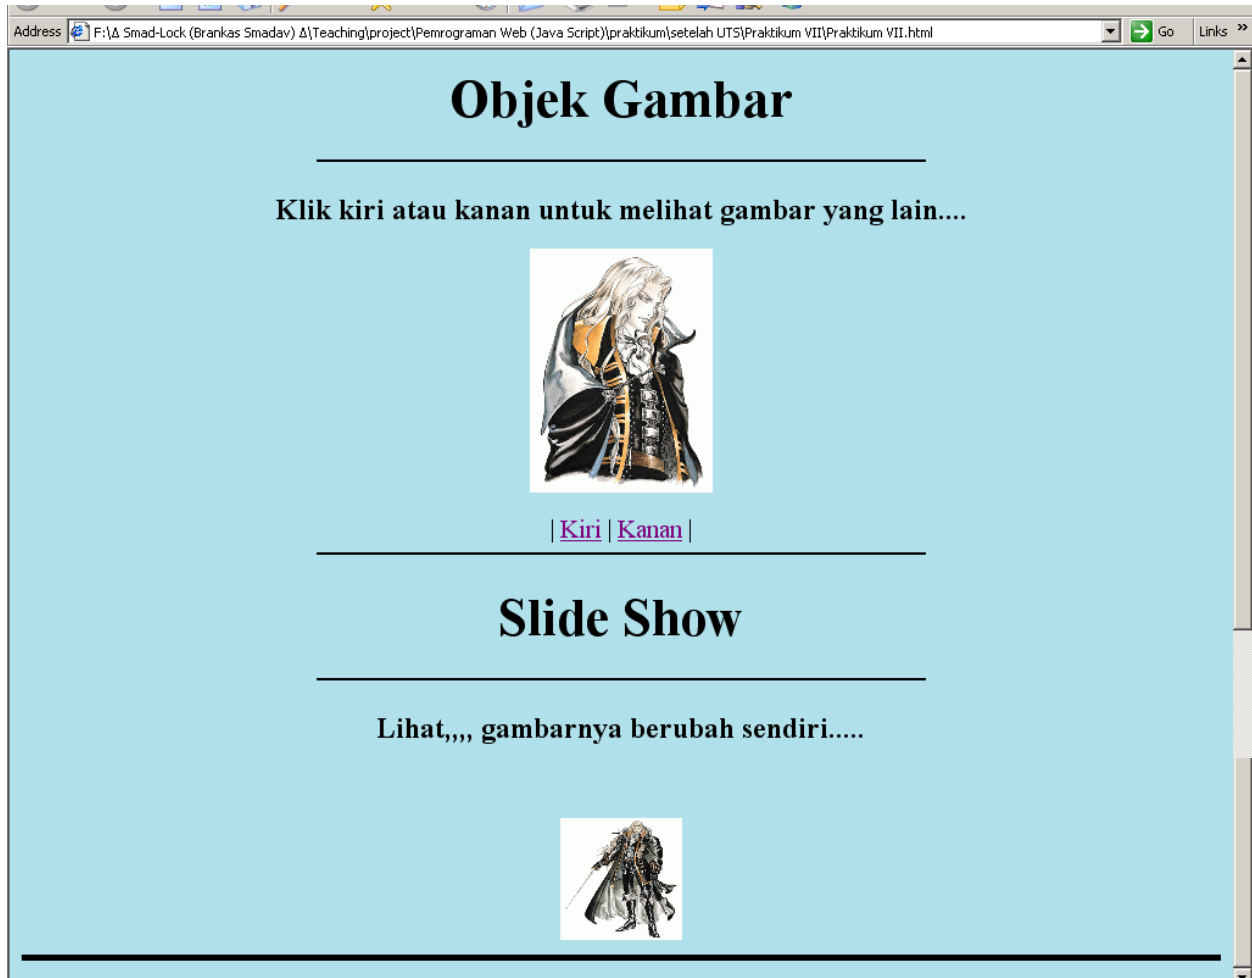 Address F:\Δ Smad-Lock (Brankas Smadav) Δ\Teaching\project\Pemrograman Web (Java Script)\praktikum\setelah UTS\Praktikum VII\Praktikum VII.html Go Links »
Objek Gambar
Klik kiri atau kanan untuk melihat gambar yang lain....
| Kiri | Kanan |
Slide Show
Lihat,,,, gambarnya berubah sendiri.....